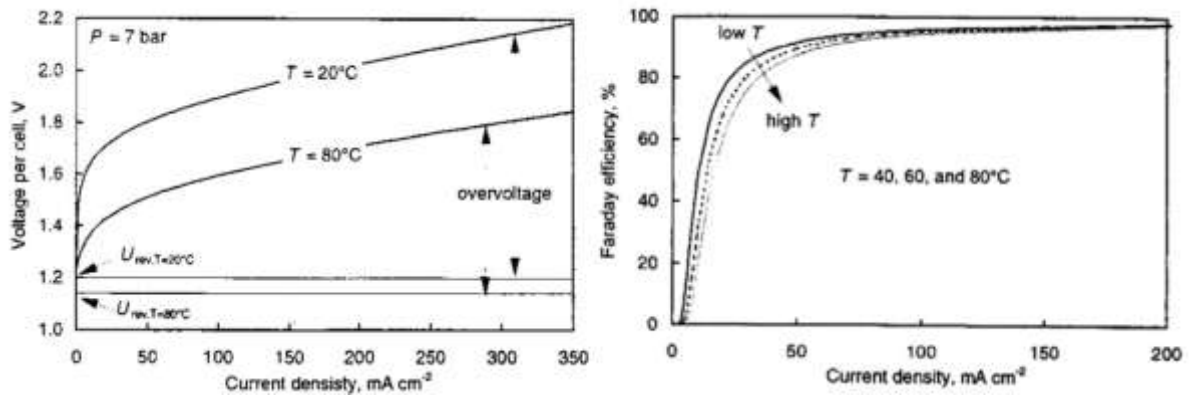 2.2
2.0
1.8
1.6
1.4
1.2
1.0
Voltage per cell, V
P = 7 bar
T = 20°C
T = 80°C
overvoltage
U rev.T=20°C
U rev.T=80°C
0 50 100 150 200 250 300 350
Current densisty, mA cm-2
100
80
60
40
20
0
Faraday efficiency, %
low T
high T
T = 40, 60, and 80°C
0 50 100 150 200
Current density, mA cm-2